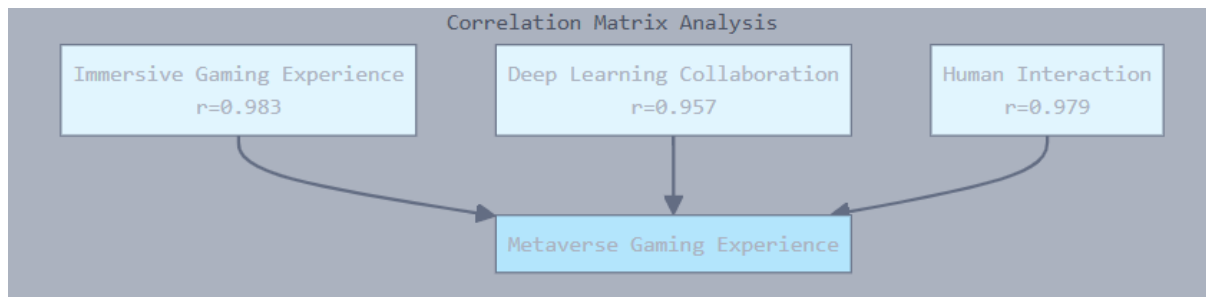 Correlation Matrix Analysis
Immersive Gaming Experience
r=0.983
Deep Learning Collaboration
r=0.957
Human Interaction
r=0.979
Metaverse Gaming Experience